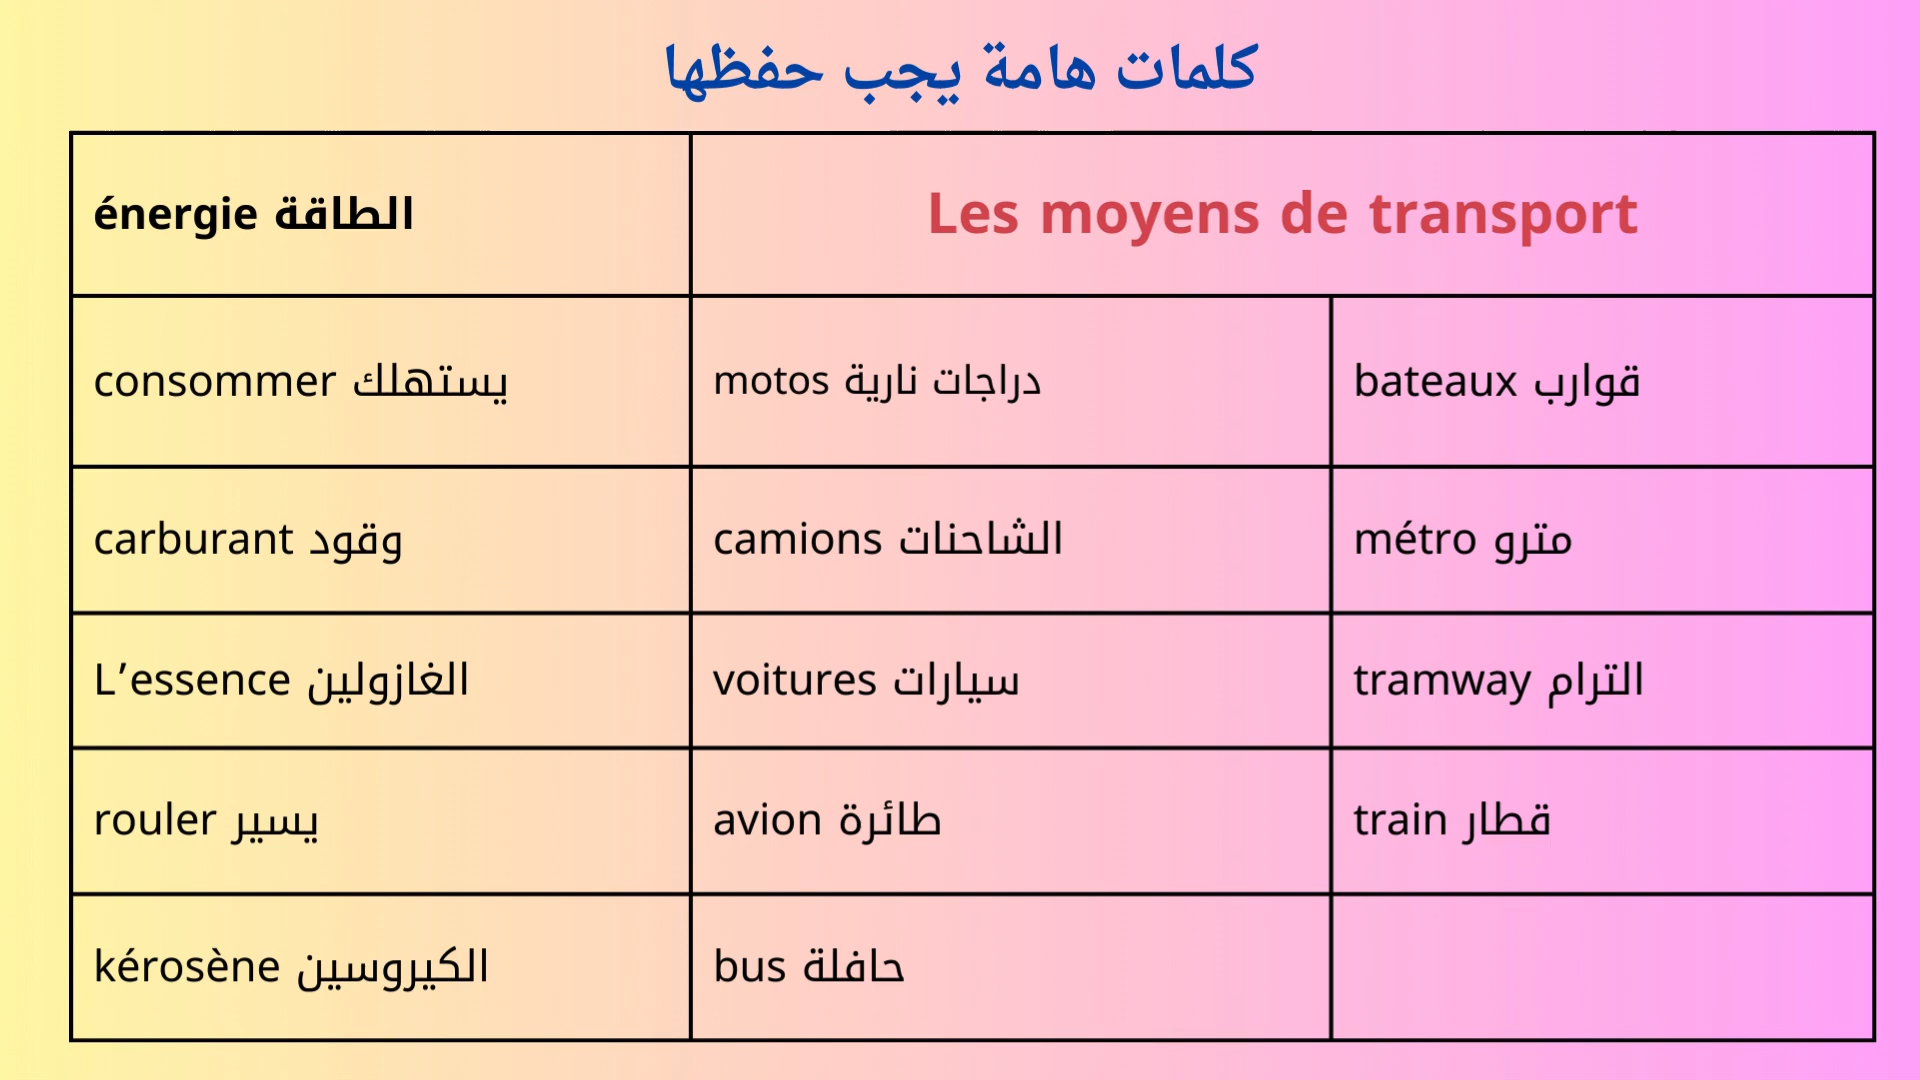 كلمات هامة يجب حفظها
énergie الطاقة
Les moyens de transport
consommer يستهلك
motos دراجات نارية
bateaux قوارب
carburant وقود
camions الشاحنات
métro مترو
L’essence الغازولين
voitures سيارات
tramway الترام
rouler يسير
avion طائرة
train قطار
kérosène الكيروسين
bus حافلة